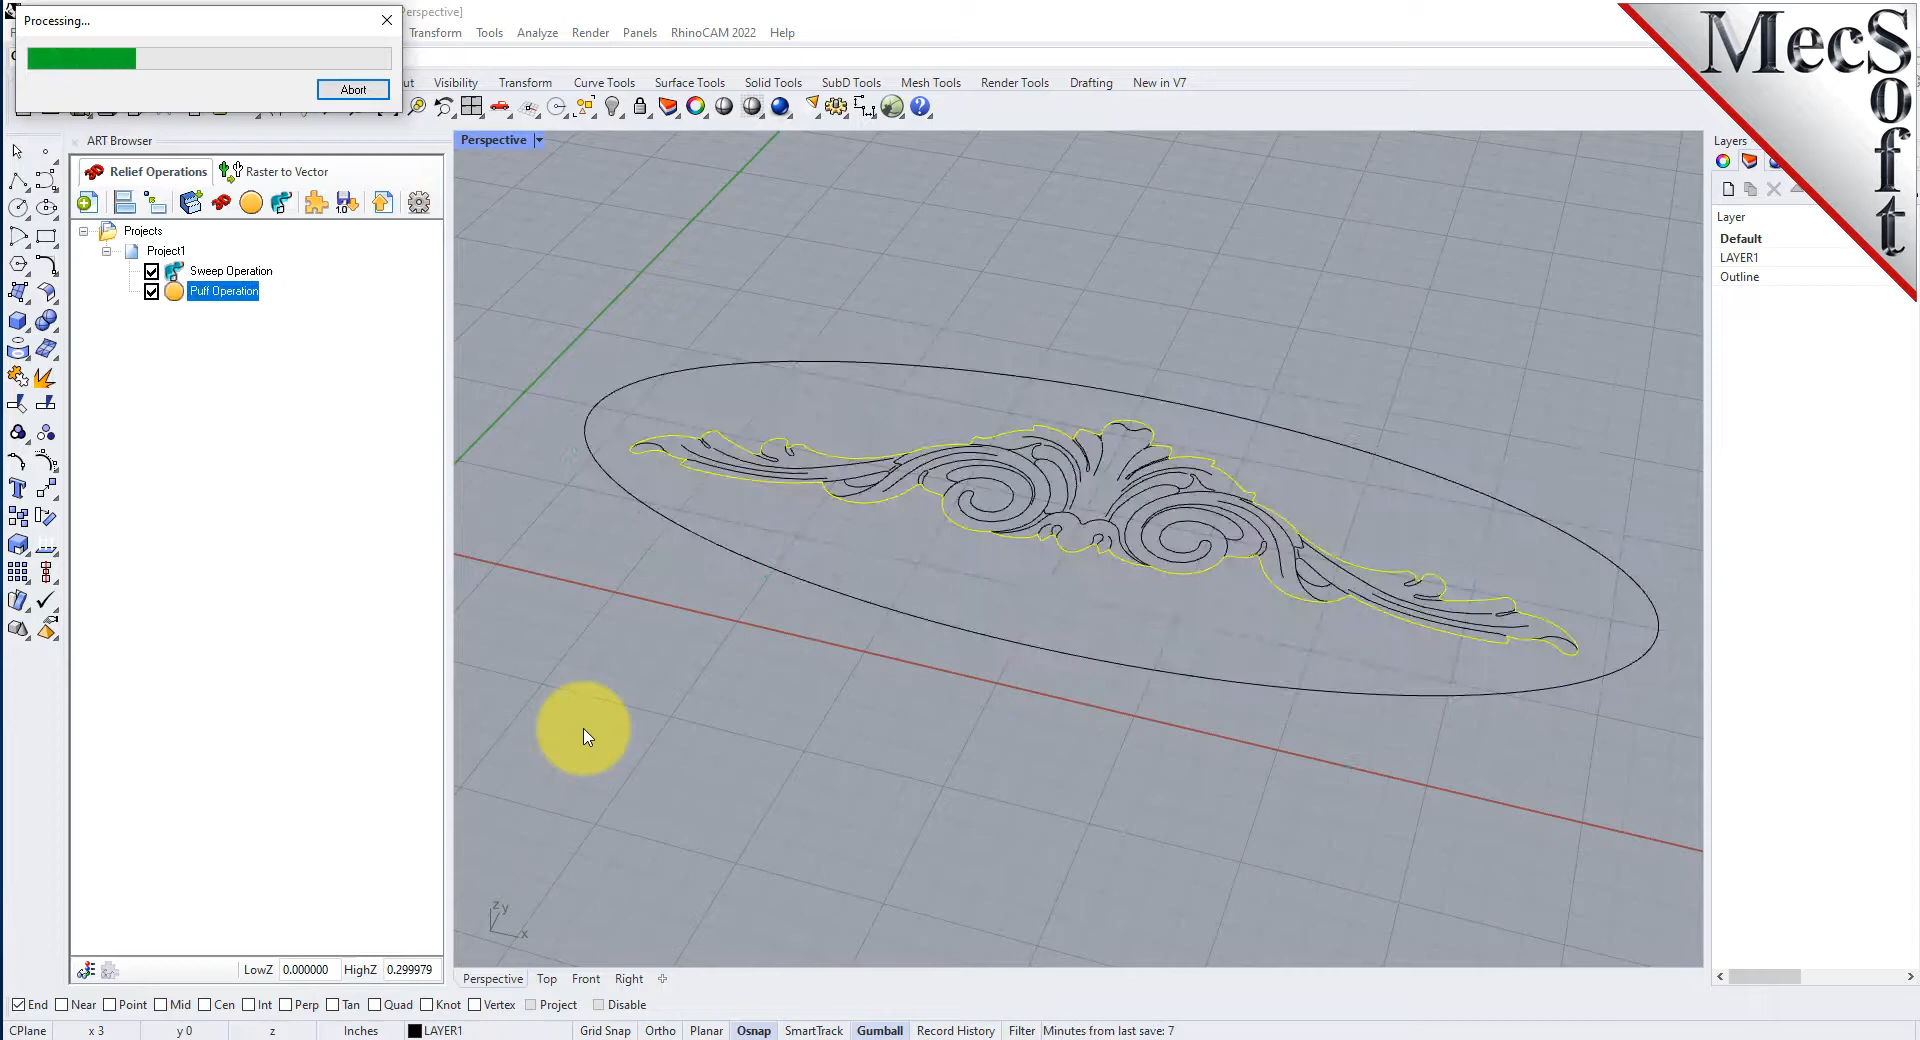 Processing...
Perspective]
Abort
Transform Tools Analyze Render Panels RhinoCAM 2022 Help
Visibility Transform Curve Tools Surface Tools Solid Tools SubD Tools Mesh Tools Render Tools Drafting New in V7
MecSoft
ART Browser
Relief Operations Raster to Vector
1.0
Projects
Project1
Sweep Operation
Puff Operation
Perspective
Layers
Layer
Default
LAYER1
Outline
z y
x
LowZ 0.000000 HighZ 0.299979
Perspective Top Front Right
End Near Point Mid Cen Int Perp Tan Quad Knot Vertex Project Disable
CPlane x 3 y 0 z Inches LAYER1 Grid Snap Ortho Planar Osnap SmartTrack Gumball Record History Filter Minutes from last save: 7